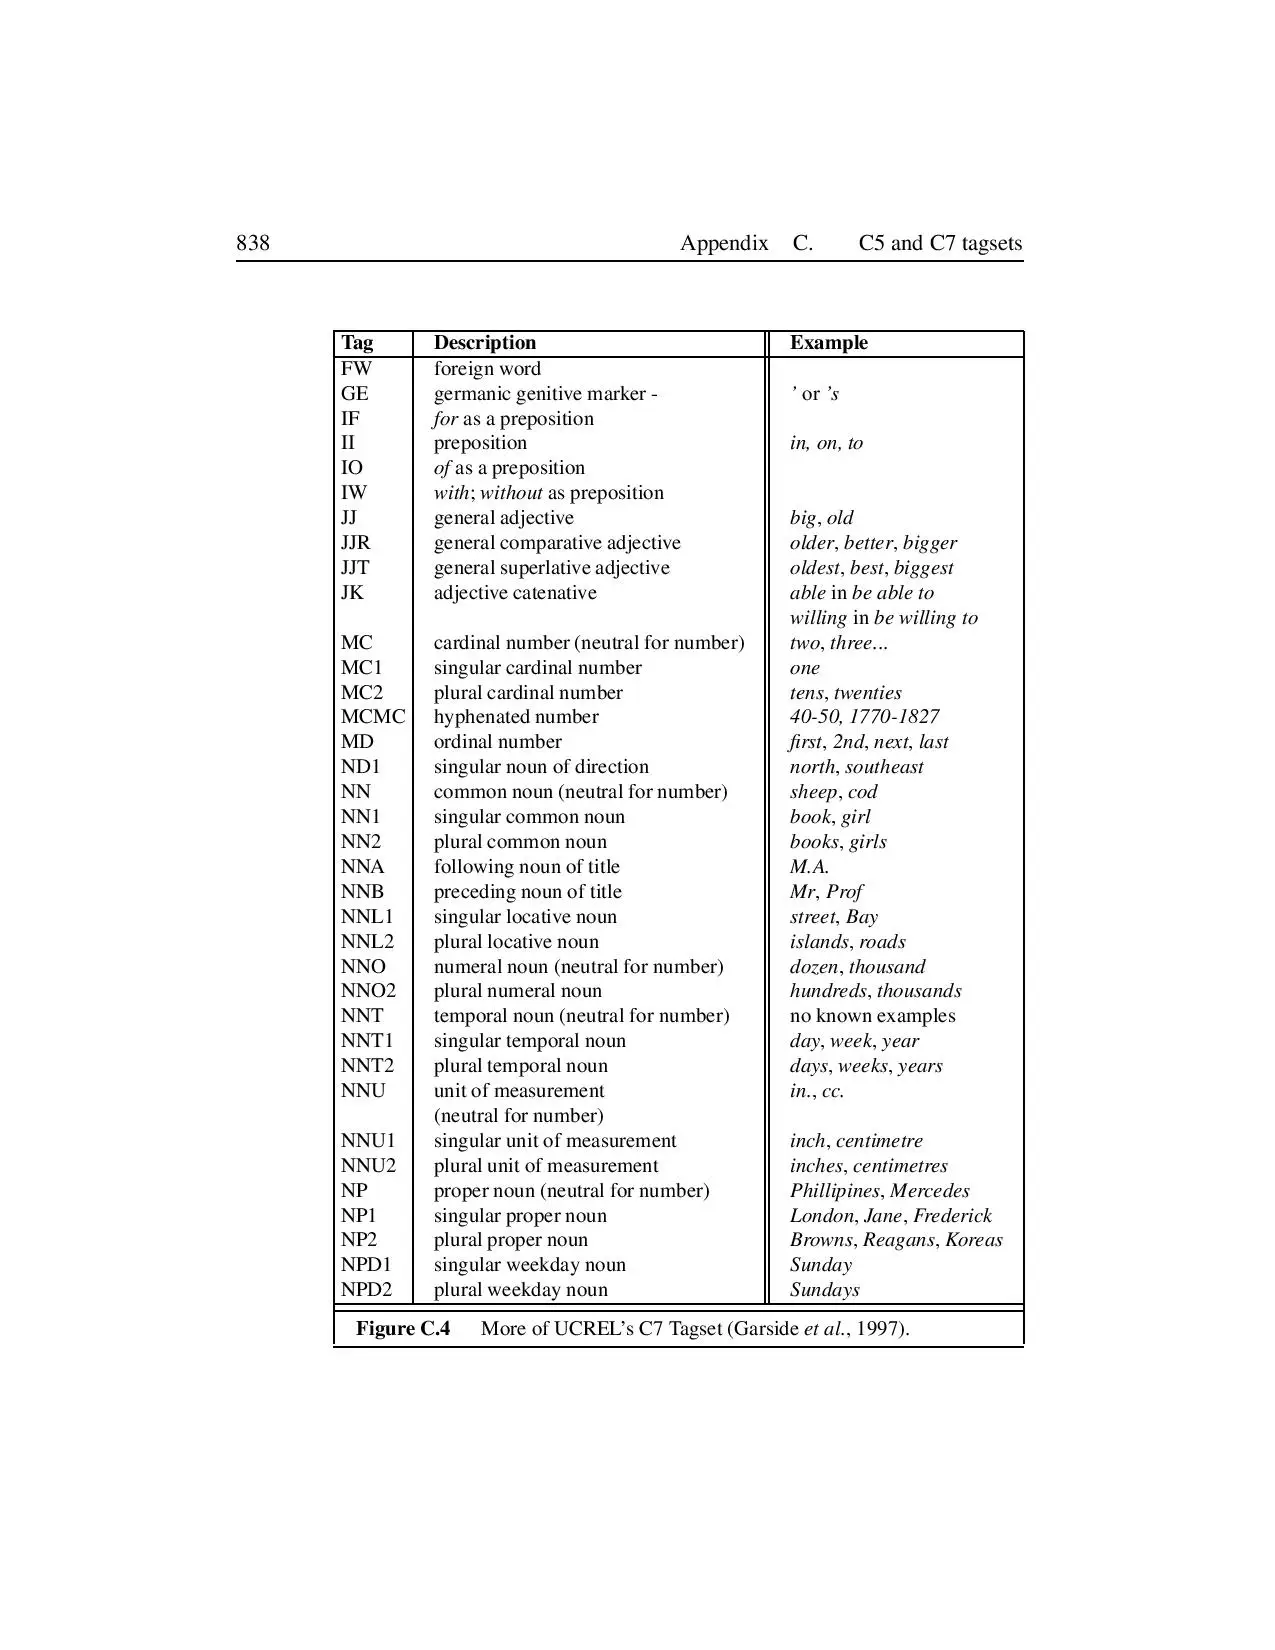 838 Appendix C. C5 and C7 tagsets
Tag Description Example
FW foreign word
GE germanic genitive marker - ’ or ’s
IF for as a preposition
II preposition in, on, to
IO of as a preposition
IW with; without as preposition
JJ general adjective big, old
JJR general comparative adjective older, better, bigger
JJT general superlative adjective oldest, best, biggest
JK adjective catenative able in be able to
willing in be willing to
MC cardinal number (neutral for number) two, three...
MC1 singular cardinal number one
MC2 plural cardinal number tens, twenties
MCMC hyphenated number 40-50, 1770-1827
MD ordinal number first, 2nd, next, last
ND1 singular noun of direction north, southeast
NN common noun (neutral for number) sheep, cod
NN1 singular common noun book, girl
NN2 plural common noun books, girls
NNA following noun of title M.A.
NNB preceding noun of title Mr, Prof
NNL1 singular locative noun street, Bay
NNL2 plural locative noun islands, roads
NNO numeral noun (neutral for number) dozen, thousand
NNO2 plural numeral noun hundreds, thousands
NNT temporal noun (neutral for number) no known examples
NNT1 singular temporal noun day, week, year
NNT2 plural temporal noun days, weeks, years
NNU unit of measurement in., cc.
(neutral for number)
NNU1 singular unit of measurement inch, centimetre
NNU2 plural unit of measurement inches, centimetres
NP proper noun (neutral for number) Phillipines, Mercedes
NP1 singular proper noun London, Jane, Frederick
NP2 plural proper noun Browns, Reagans, Koreas
NPD1 singular weekday noun Sunday
NPD2 plural weekday noun Sundays
Figure C.4 More of UCREL’s C7 Tagset (Garside et al., 1997).